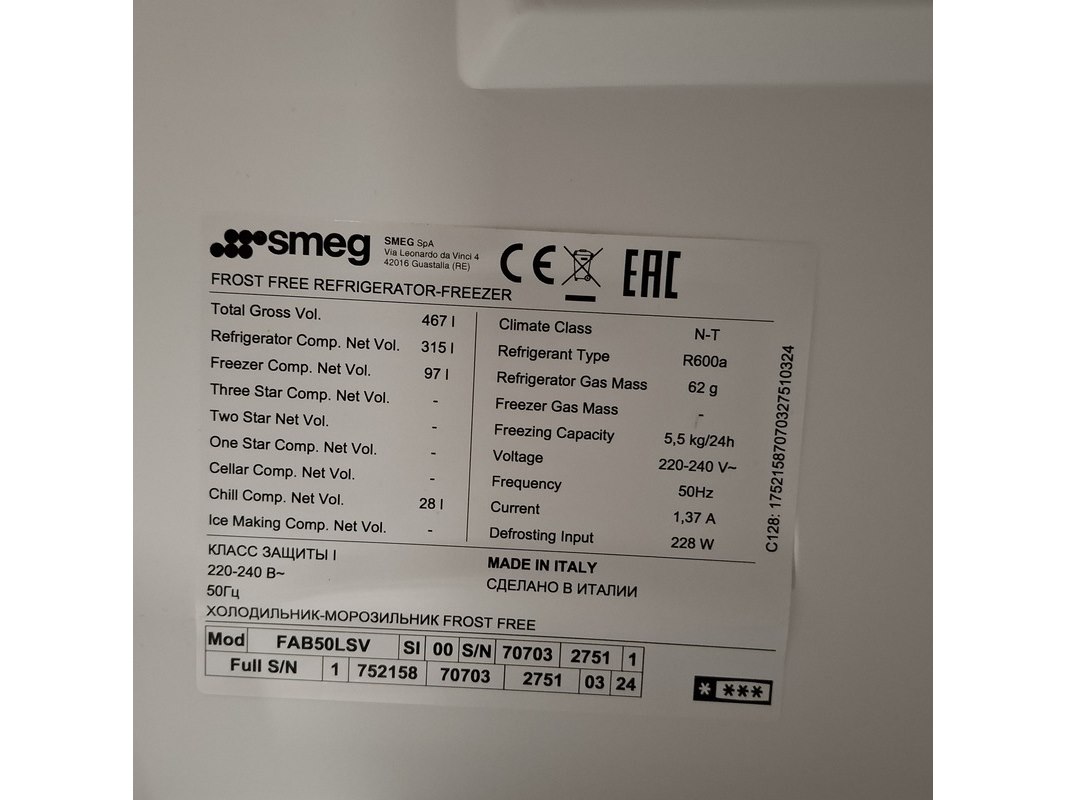 smeg
SMEG SpA
Via Leonardo da Vinci 4
42016 Guastalla (RE)
CE
EAC
FROST FREE REFRIGERATOR-FREEZER
Total Gross Vol. 467 l
Refrigerator Comp. Net Vol. 315 l
Freezer Comp. Net Vol. 97 l
Three Star Comp. Net Vol. -
Two Star Net Vol. -
One Star Comp. Net Vol. -
Cellar Comp. Net Vol. -
Chill Comp. Net Vol. 28 l
Ice Making Comp. Net Vol. -
Climate Class N-T
Refrigerant Type R600a
Refrigerator Gas Mass 62 g
Freezer Gas Mass -
Freezing Capacity 5,5 kg/24h
Voltage 220-240 V~
Frequency 50Hz
Current 1,37 A
Defrosting Input 228 W
C128: 1752158707032751​0324
КЛАСС ЗАЩИТЫ I
220-240 В~
50Гц
MADE IN ITALY
СДЕЛАНО В ИТАЛИИ
ХОЛОДИЛЬНИК-МОРОЗИЛЬНИК FROST FREE
Mod FAB50LSV SI 00 S/N 70703 2751 1
Full S/N 1 752158 70703 2751 03 24
* ***